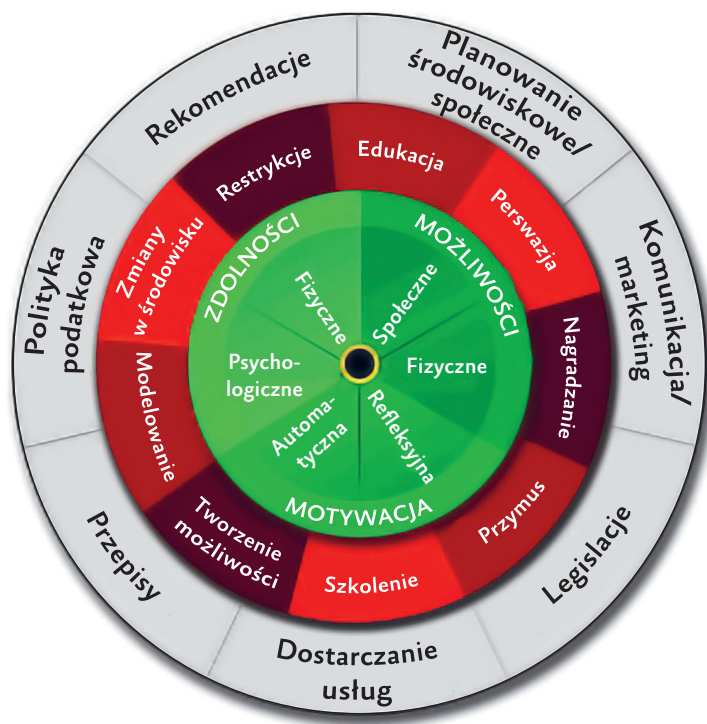 Rekomendacje
Planowanie
środowiskowe/
społeczne
Komunikacja/
marketing
Legislacje
Dostarczanie
usług
Przepisy
Polityka
podatkowa
Restrykcje
Edukacja
Perswazja
Nagradzanie
Przymus
Szkolenie
Tworzenie
możliwości
Modelowanie
Zmiany
w środowisku
ZDOLNOŚCI
MOŻLIWOŚCI
MOTYWACJA
Fizyczne
Społeczne
Fizyczne
Refleksyjna
Automa-
tyczna
Psycho-
logiczne